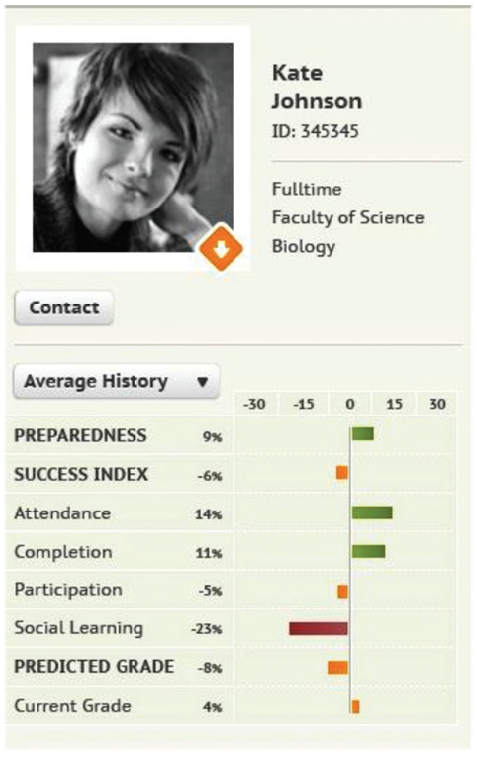 Kate
Johnson
ID: 345345
Fulltime
Faculty of Science
Biology
Contact
Average History ▼
-30 -15 0 15 30
PREPAREDNESS 9%
SUCCESS INDEX -6%
Attendance 14%
Completion 11%
Participation -5%
Social Learning -23%
PREDICTED GRADE -8%
Current Grade 4%